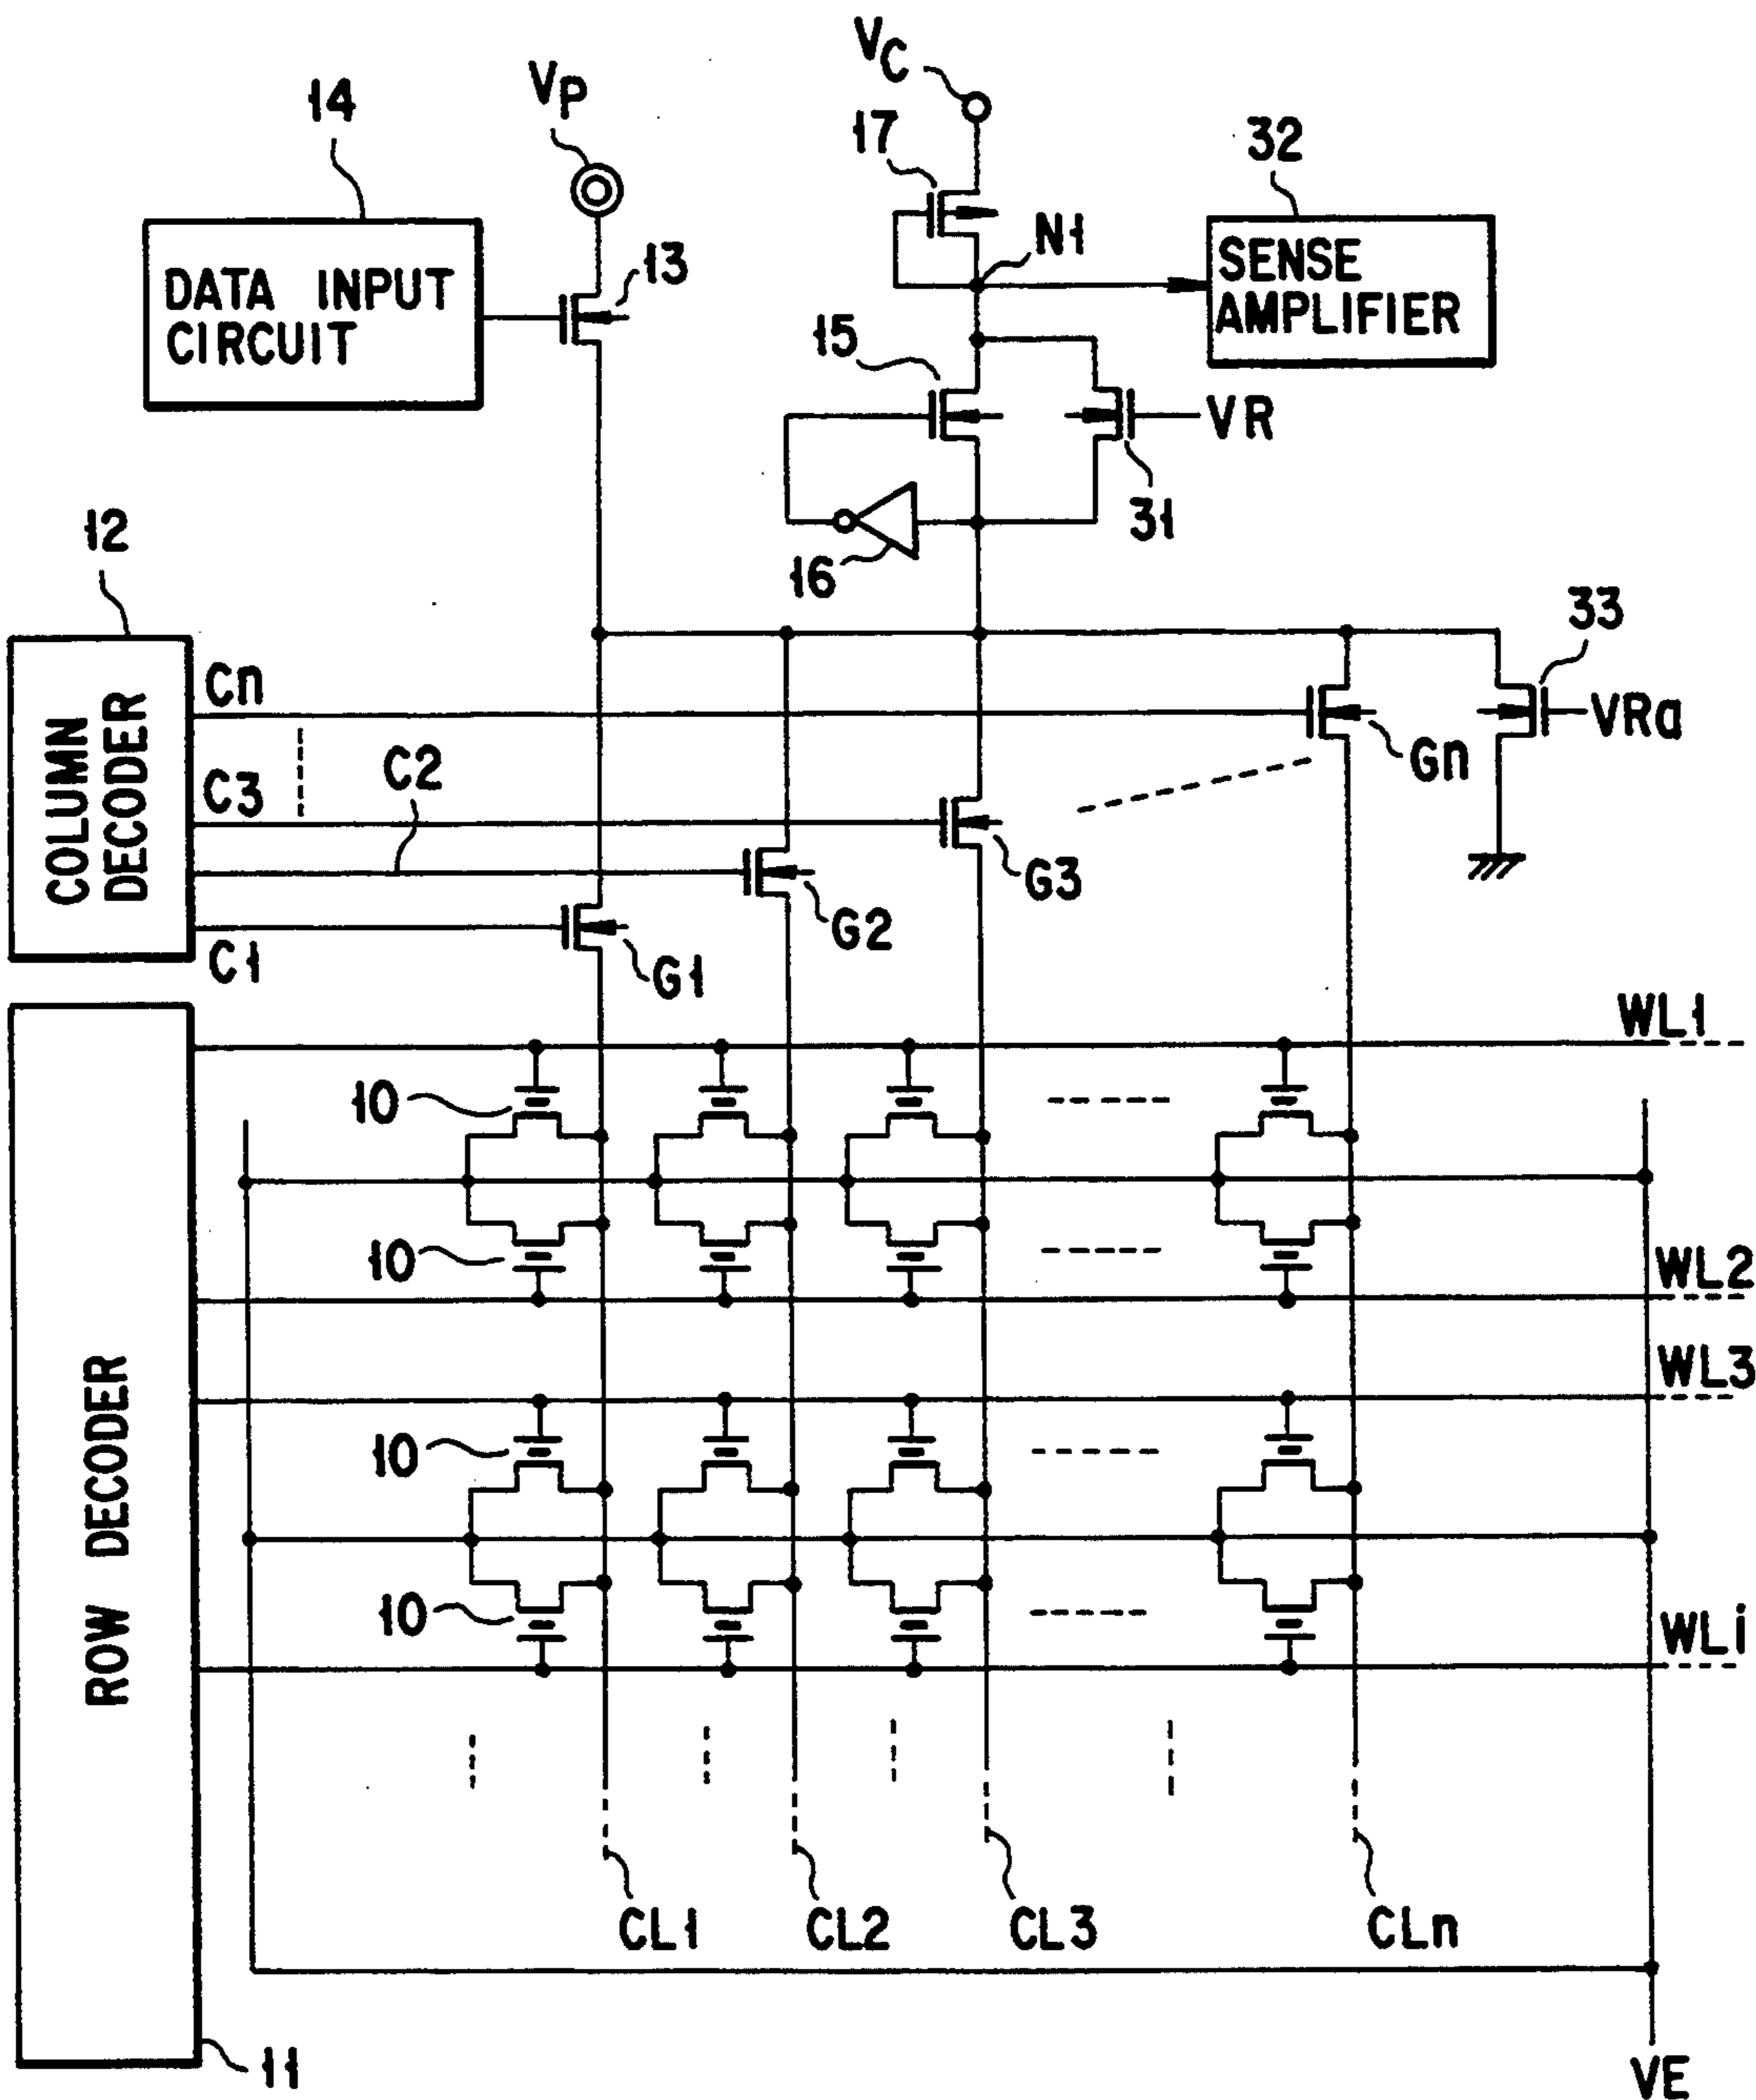 VC
VP
14
17
32
N1
DATA INPUT
CIRCUIT
13
SENSE
AMPLIFIER
15
VR
31
16
12
33
COLUMN
DECODER
Cn
VRa
Gn
C3
C2
G3
G2
C1
G1
WL1
10
10
WL2
WL3
10
10
WLi
ROW DECODER
CL1
CL2
CL3
CLn
11
VE